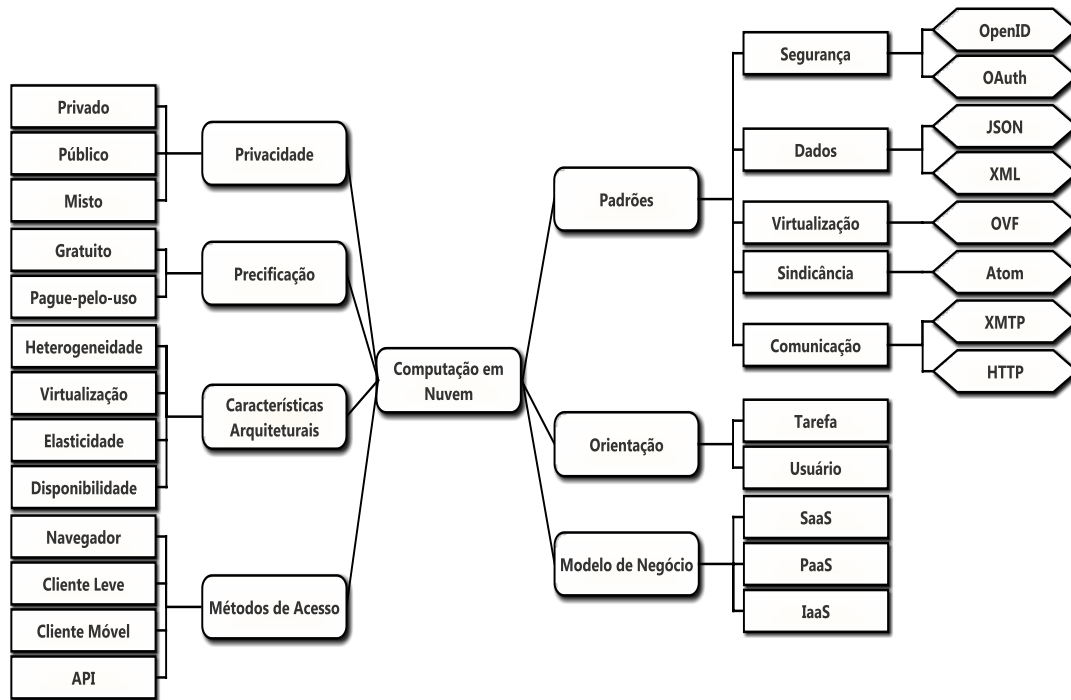 Privado
Público
Misto
Gratuito
Pague-pelo-uso
Heterogeneidade
Virtualização
Elasticidade
Disponibilidade
Navegador
Cliente Leve
Cliente Móvel
API
Privacidade
Precificação
Características
Arquiteturais
Métodos de Acesso
Computação em
Nuvem
Padrões
Orientação
Modelo de Negócio
Segurança
Dados
Virtualização
Sindicância
Comunicação
Tarefa
Usuário
SaaS
PaaS
IaaS
OpenID
OAuth
JSON
XML
OVF
Atom
XMTP
HTTP